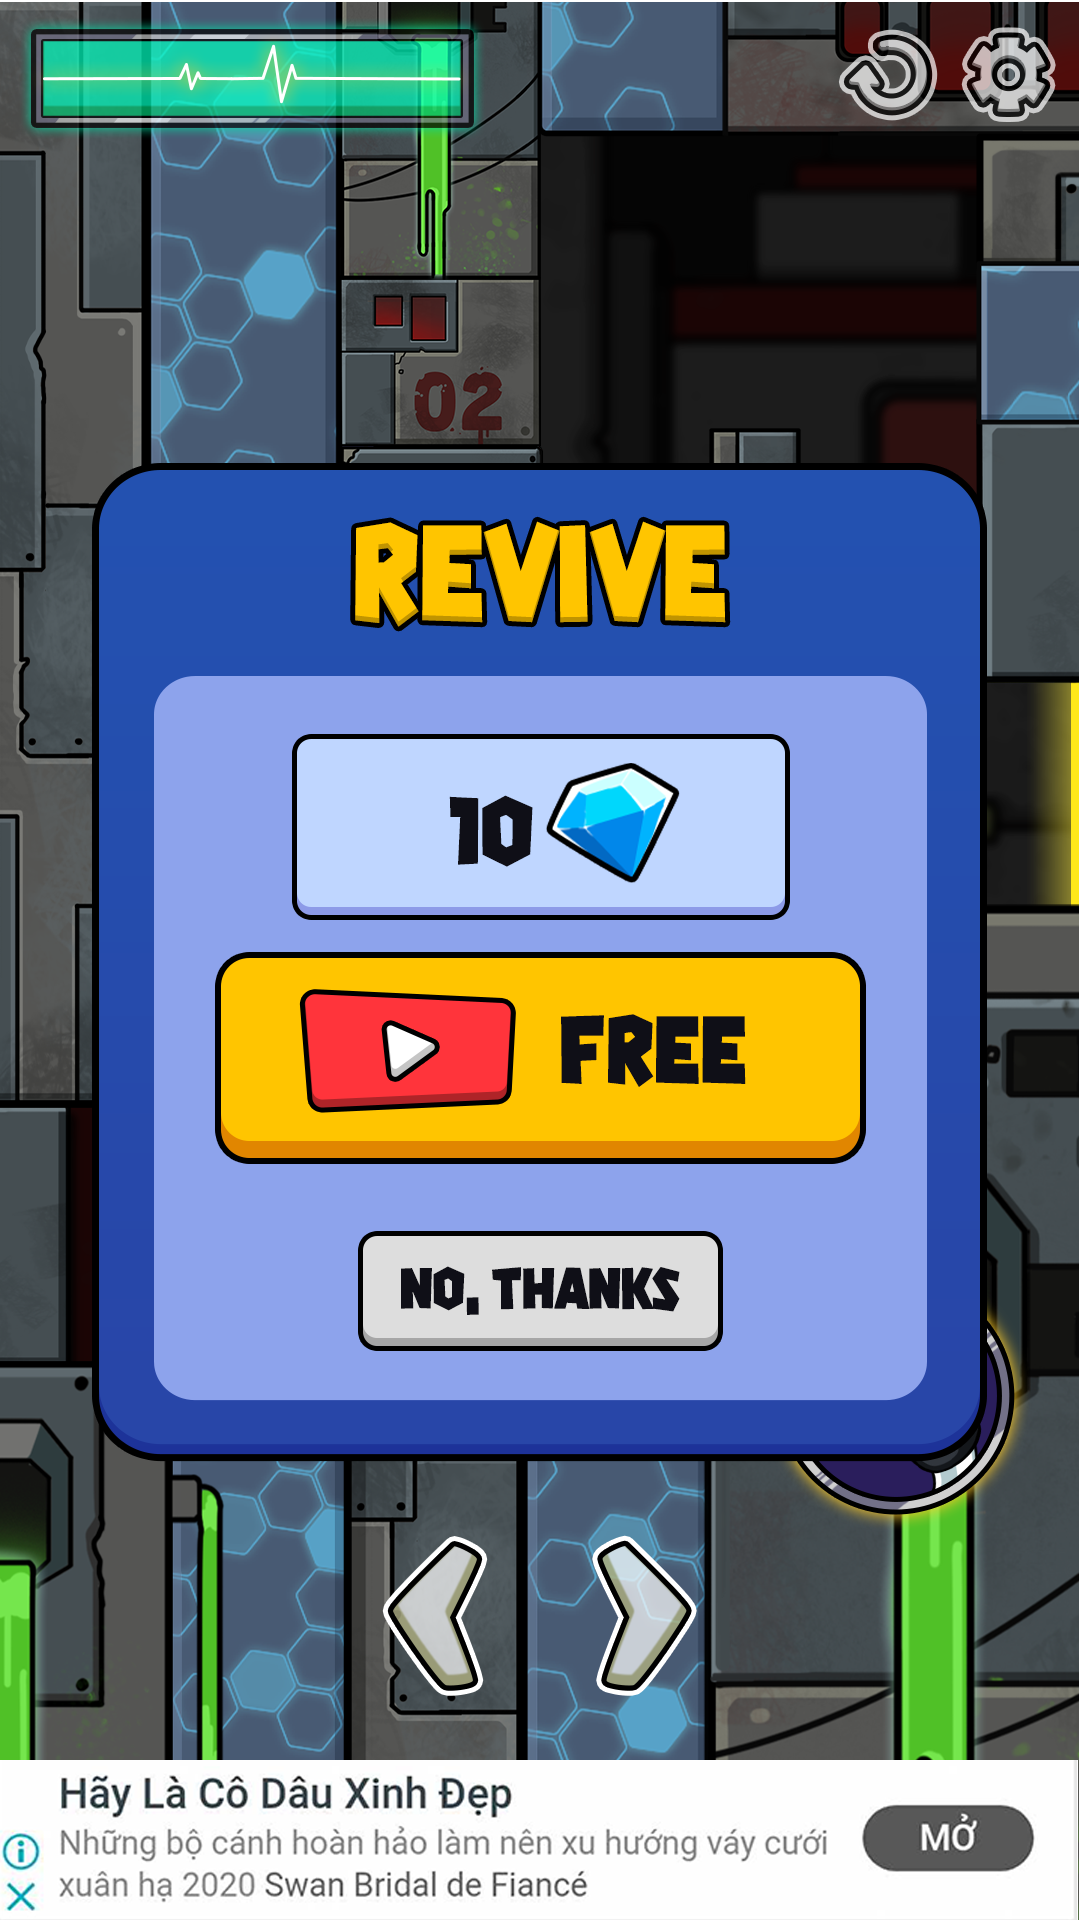 02
REVIVE
10
FREE
NO, THANKS
Hãy Là Cô Dâu Xinh Đẹp
Những bộ cánh hoàn hảo làm nên xu hướng váy cưới
xuân hạ 2020 Swan Bridal de Fiancé
MỞ